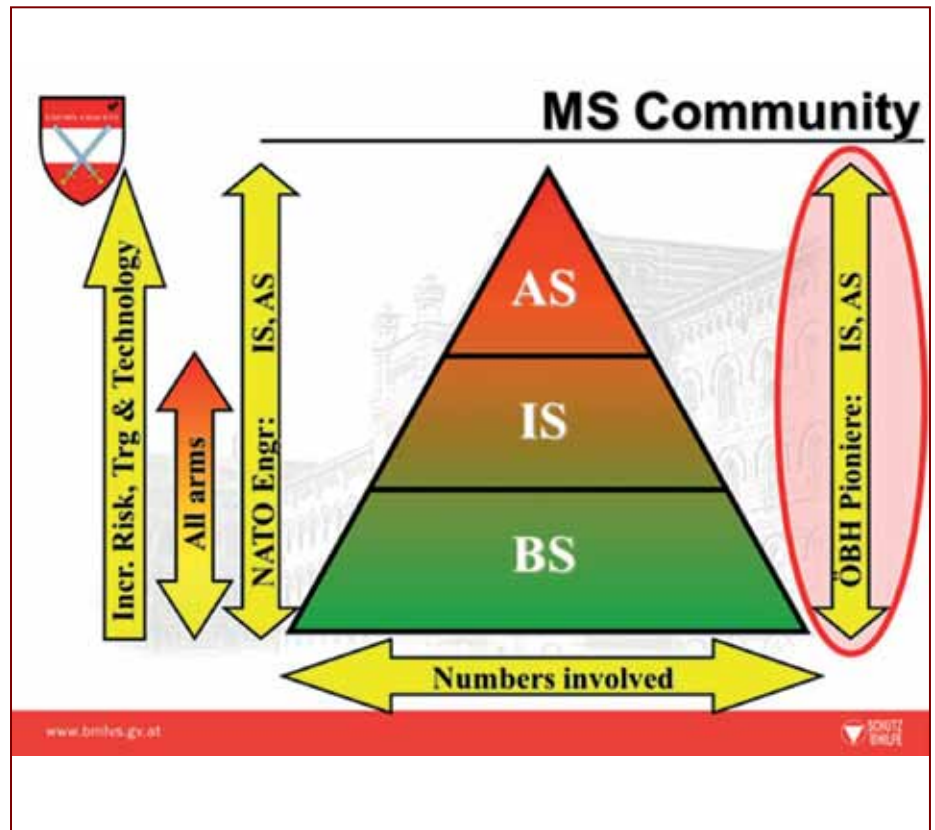 MS Community
Incr. Risk, Trg & Technology
All arms
NATO Engr: IS, AS
AS
IS
BS
ÖBH Pioniere: IS, AS
Numbers involved
www.bmlvs.gv.at
SCHUTZ